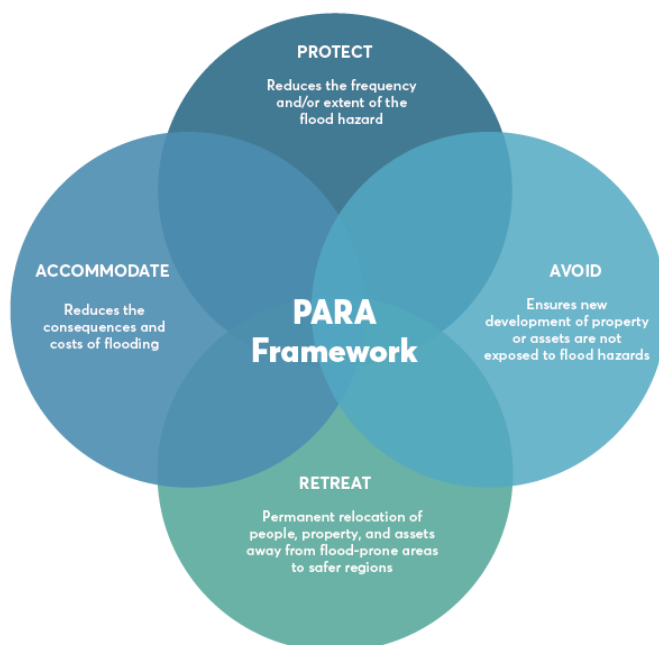 PROTECT
Reduces the frequency
and/or extent of the
flood hazard
ACCOMMODATE
Reduces the
consequences and
costs of flooding
PARA
Framework
AVOID
Ensures new
development of property
or assets are not
exposed to flood hazards
RETREAT
Permanent relocation of
people, property, and assets
away from flood-prone areas
to safer regions